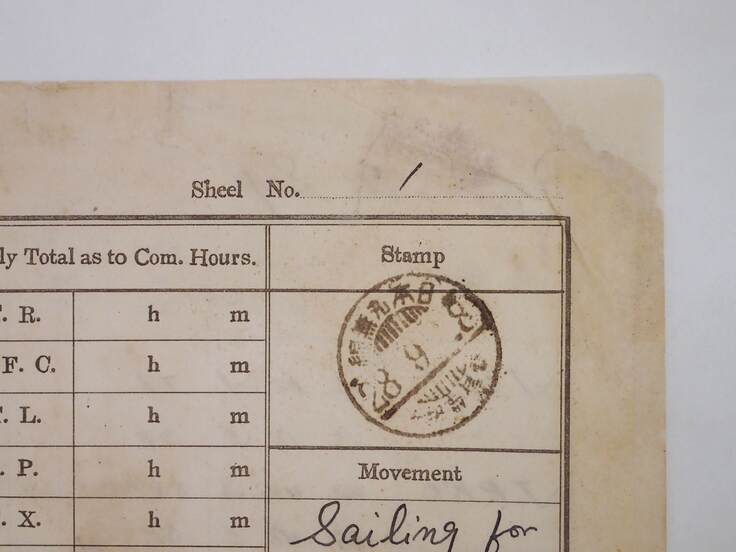 Sheel No. 1
ly Total as to Com. Hours. Stamp
. R. h m
F. C. h m
. L. h m
. P. h m
Movement
. X. h m
Sailing for